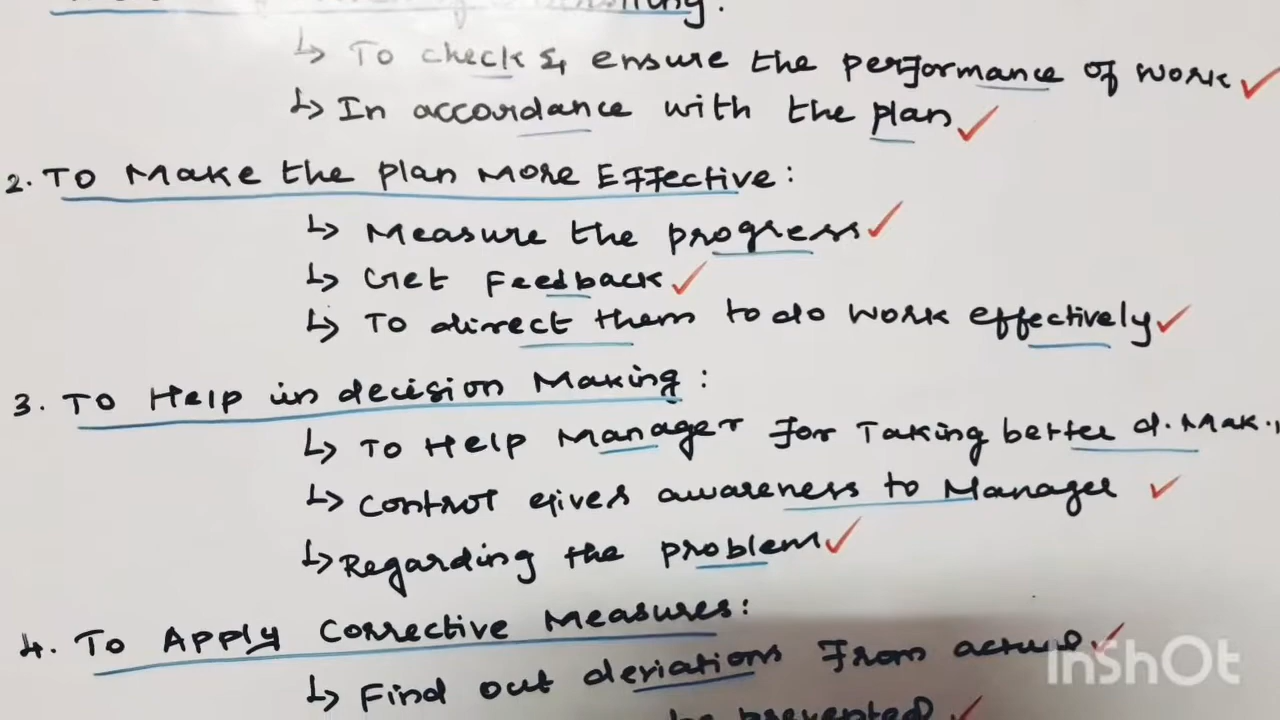 ↳ To check & ensure the performance of work ✓
↳ In accordance with the plan ✓
2. To Make the plan More Effective:
↳ Measure the progress ✓
↳ Get Feedback ✓
↳ To direct them to do work effectively ✓
3. To Help in decision Making:
↳ To Help Manager for Taking better d. Mak.
↳ Control gives awareness to Manager ✓
↳ Regarding the problem ✓
4. To Apply Corrective Measures:
↳ Find out deviations from actual ✓
be prevented ✓
InShOt